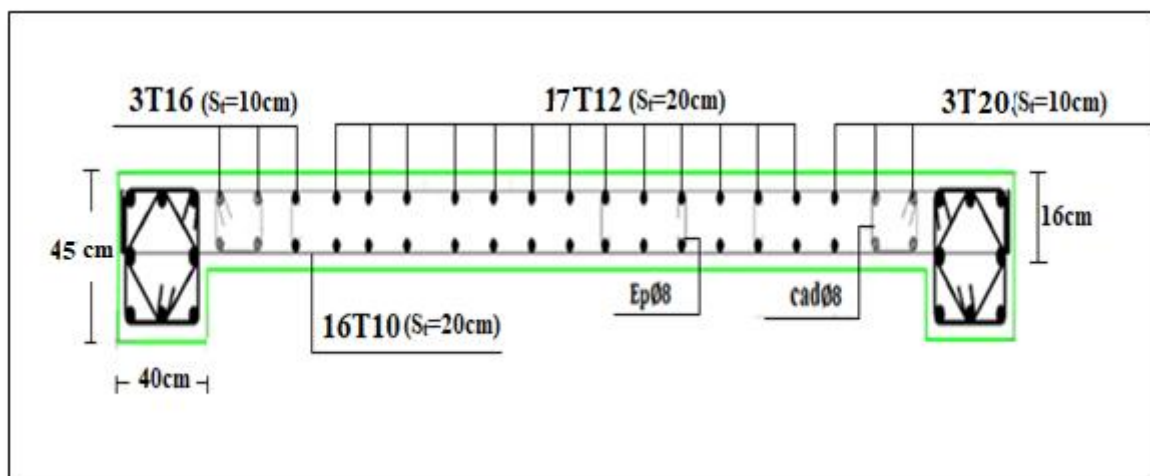 3T16 (Sₜ=10cm) 17T12 (Sₜ=20cm) 3T20 (Sₜ=10cm)
45 cm
16cm
EpØ8
cadØ8
16T10 (Sₜ=20cm)
40cm